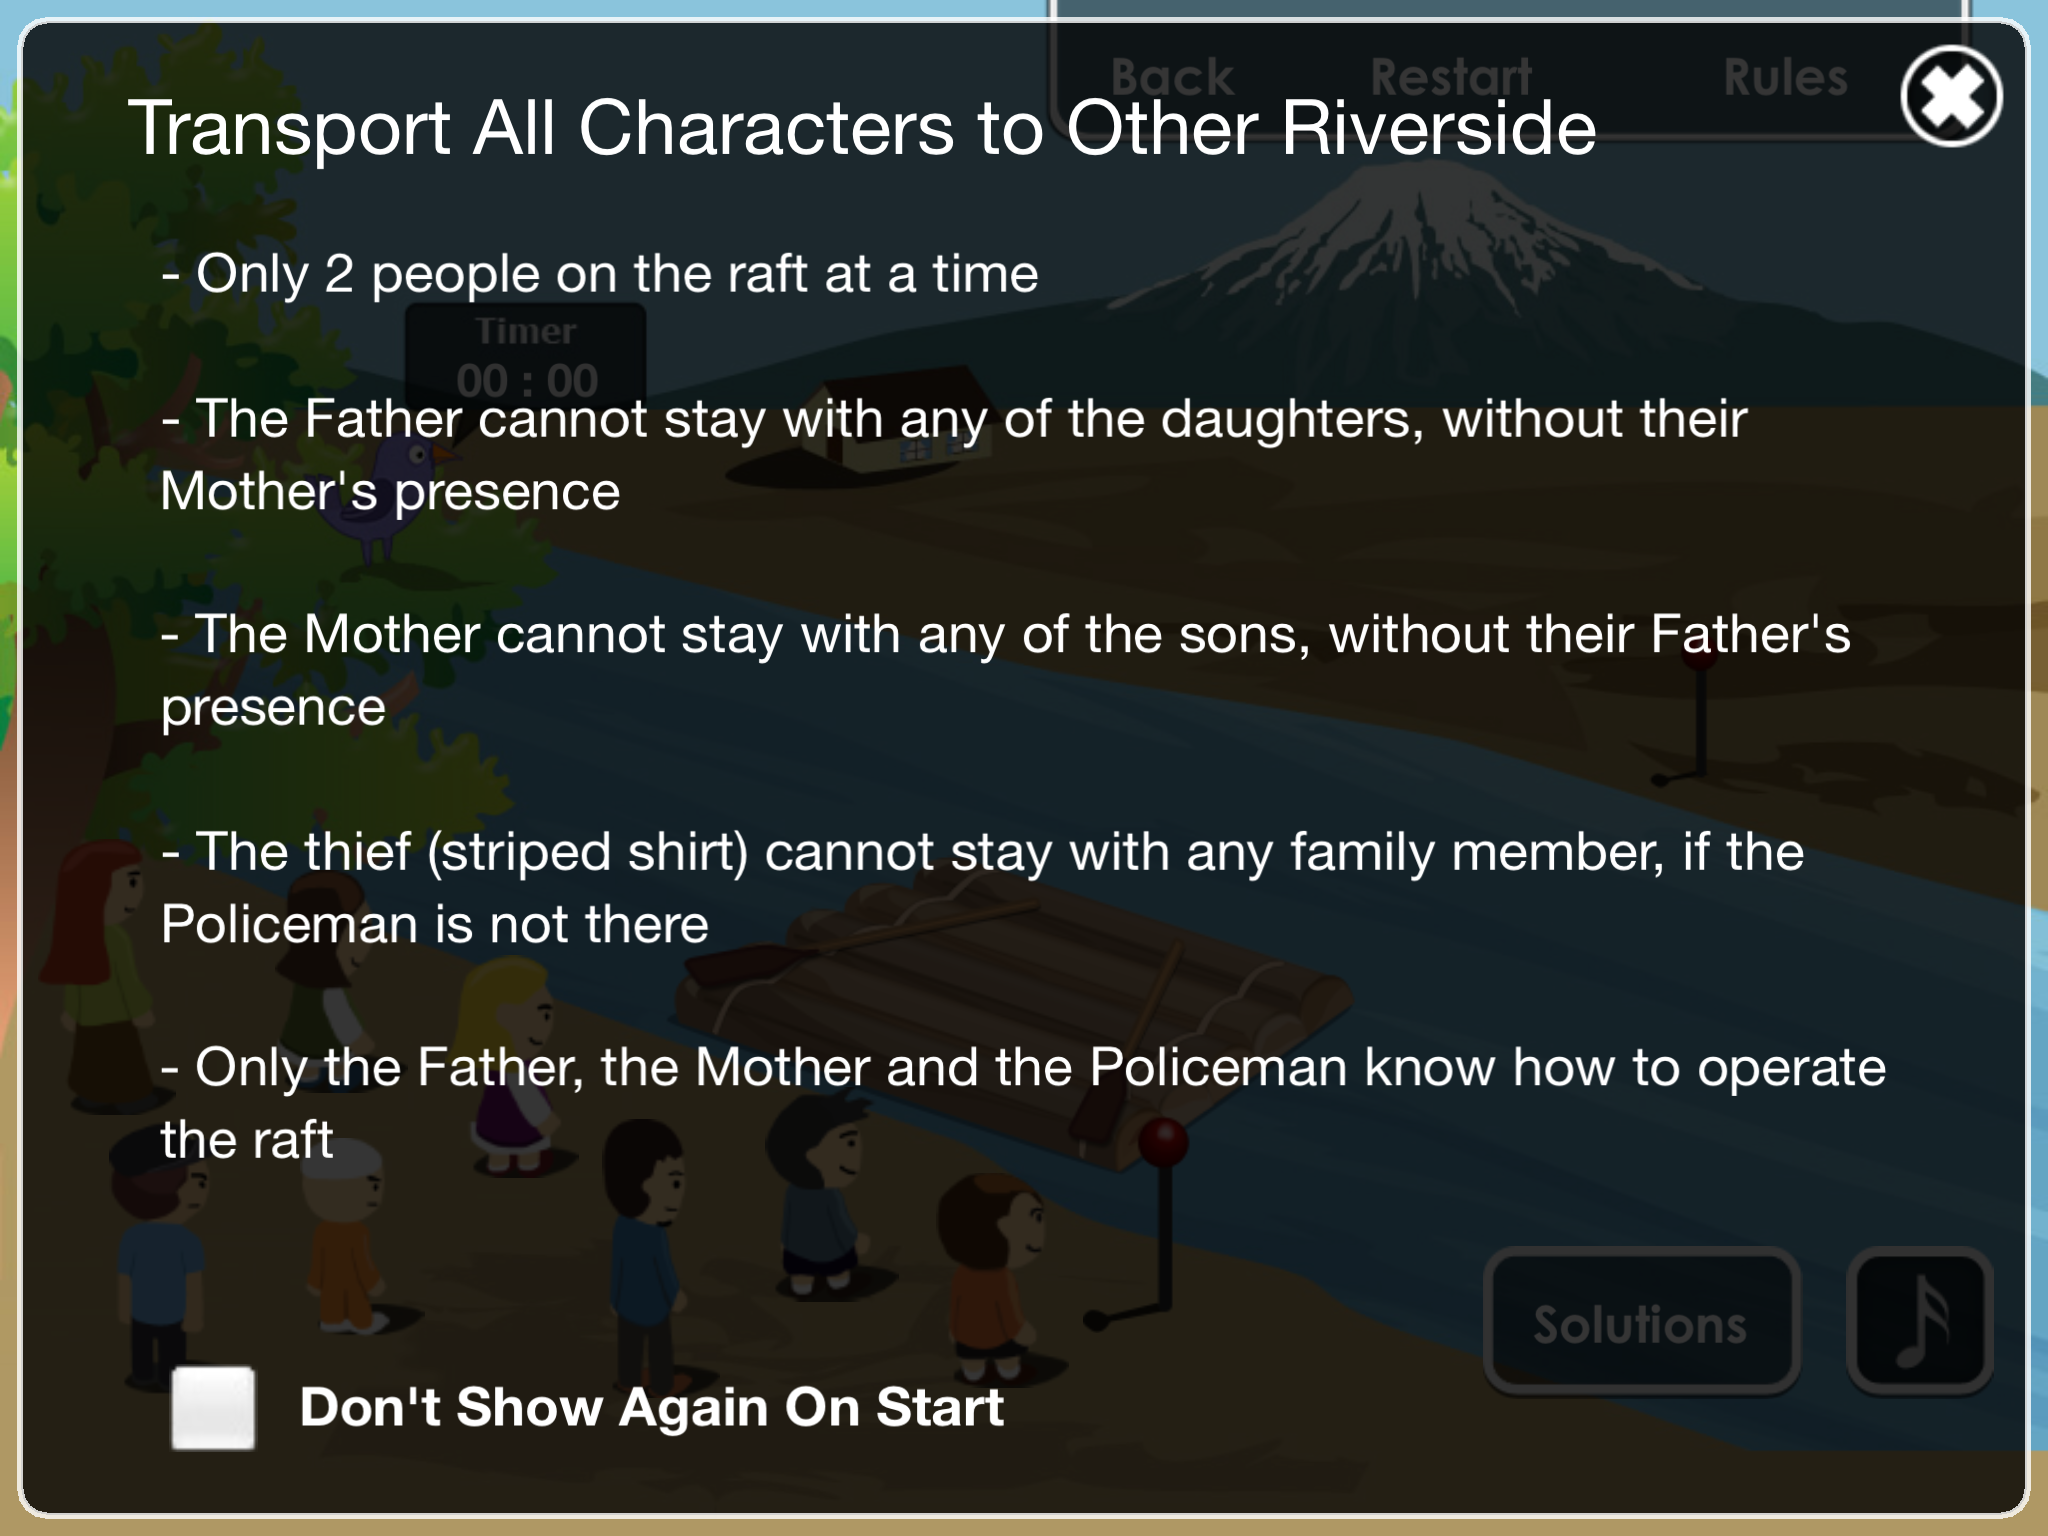 Back Restart Rules
Transport All Characters to Other Riverside
- Only 2 people on the raft at a time
Timer
00 : 00
- The Father cannot stay with any of the daughters, without their
Mother's presence
- The Mother cannot stay with any of the sons, without their Father's
presence
- The thief (striped shirt) cannot stay with any family member, if the
Policeman is not there
- Only the Father, the Mother and the Policeman know how to operate
the raft
Solutions
Don't Show Again On Start